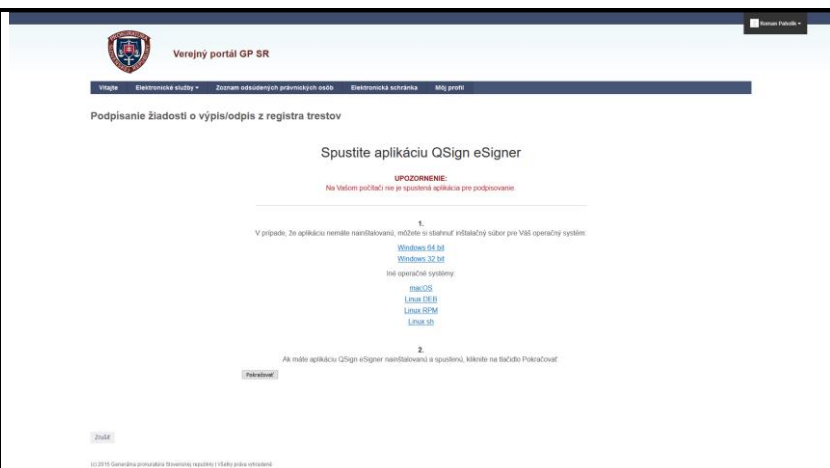 Roman Paholík
Verejný portál GP SR
Vitajte Elektronické služby Zoznam odsúdených právnických osôb Elektronická schránka Môj profil
Podpísanie žiadosti o výpis/odpis z registra trestov
Spustite aplikáciu QSign eSigner
UPOZORNENIE:
Na Vašom počítači nie je spustená aplikácia pre podpisovanie
1.
V prípade, že aplikáciu nemáte nainštalovanú, môžete si stiahnuť inštalačný súbor pre Váš operačný systém:
Windows 64 bit
Windows 32 bit
Iné operačné systémy:
macOS
Linux DEB
Linux RPM
Linux sh
2.
Ak máte aplikáciu QSign eSigner nainštalovanú a spustenú, kliknite na tlačidlo Pokračovať.
Pokračovať
Zrušiť
(c) 2015 Generálna prokuratúra Slovenskej republiky | Všetky práva vyhradené